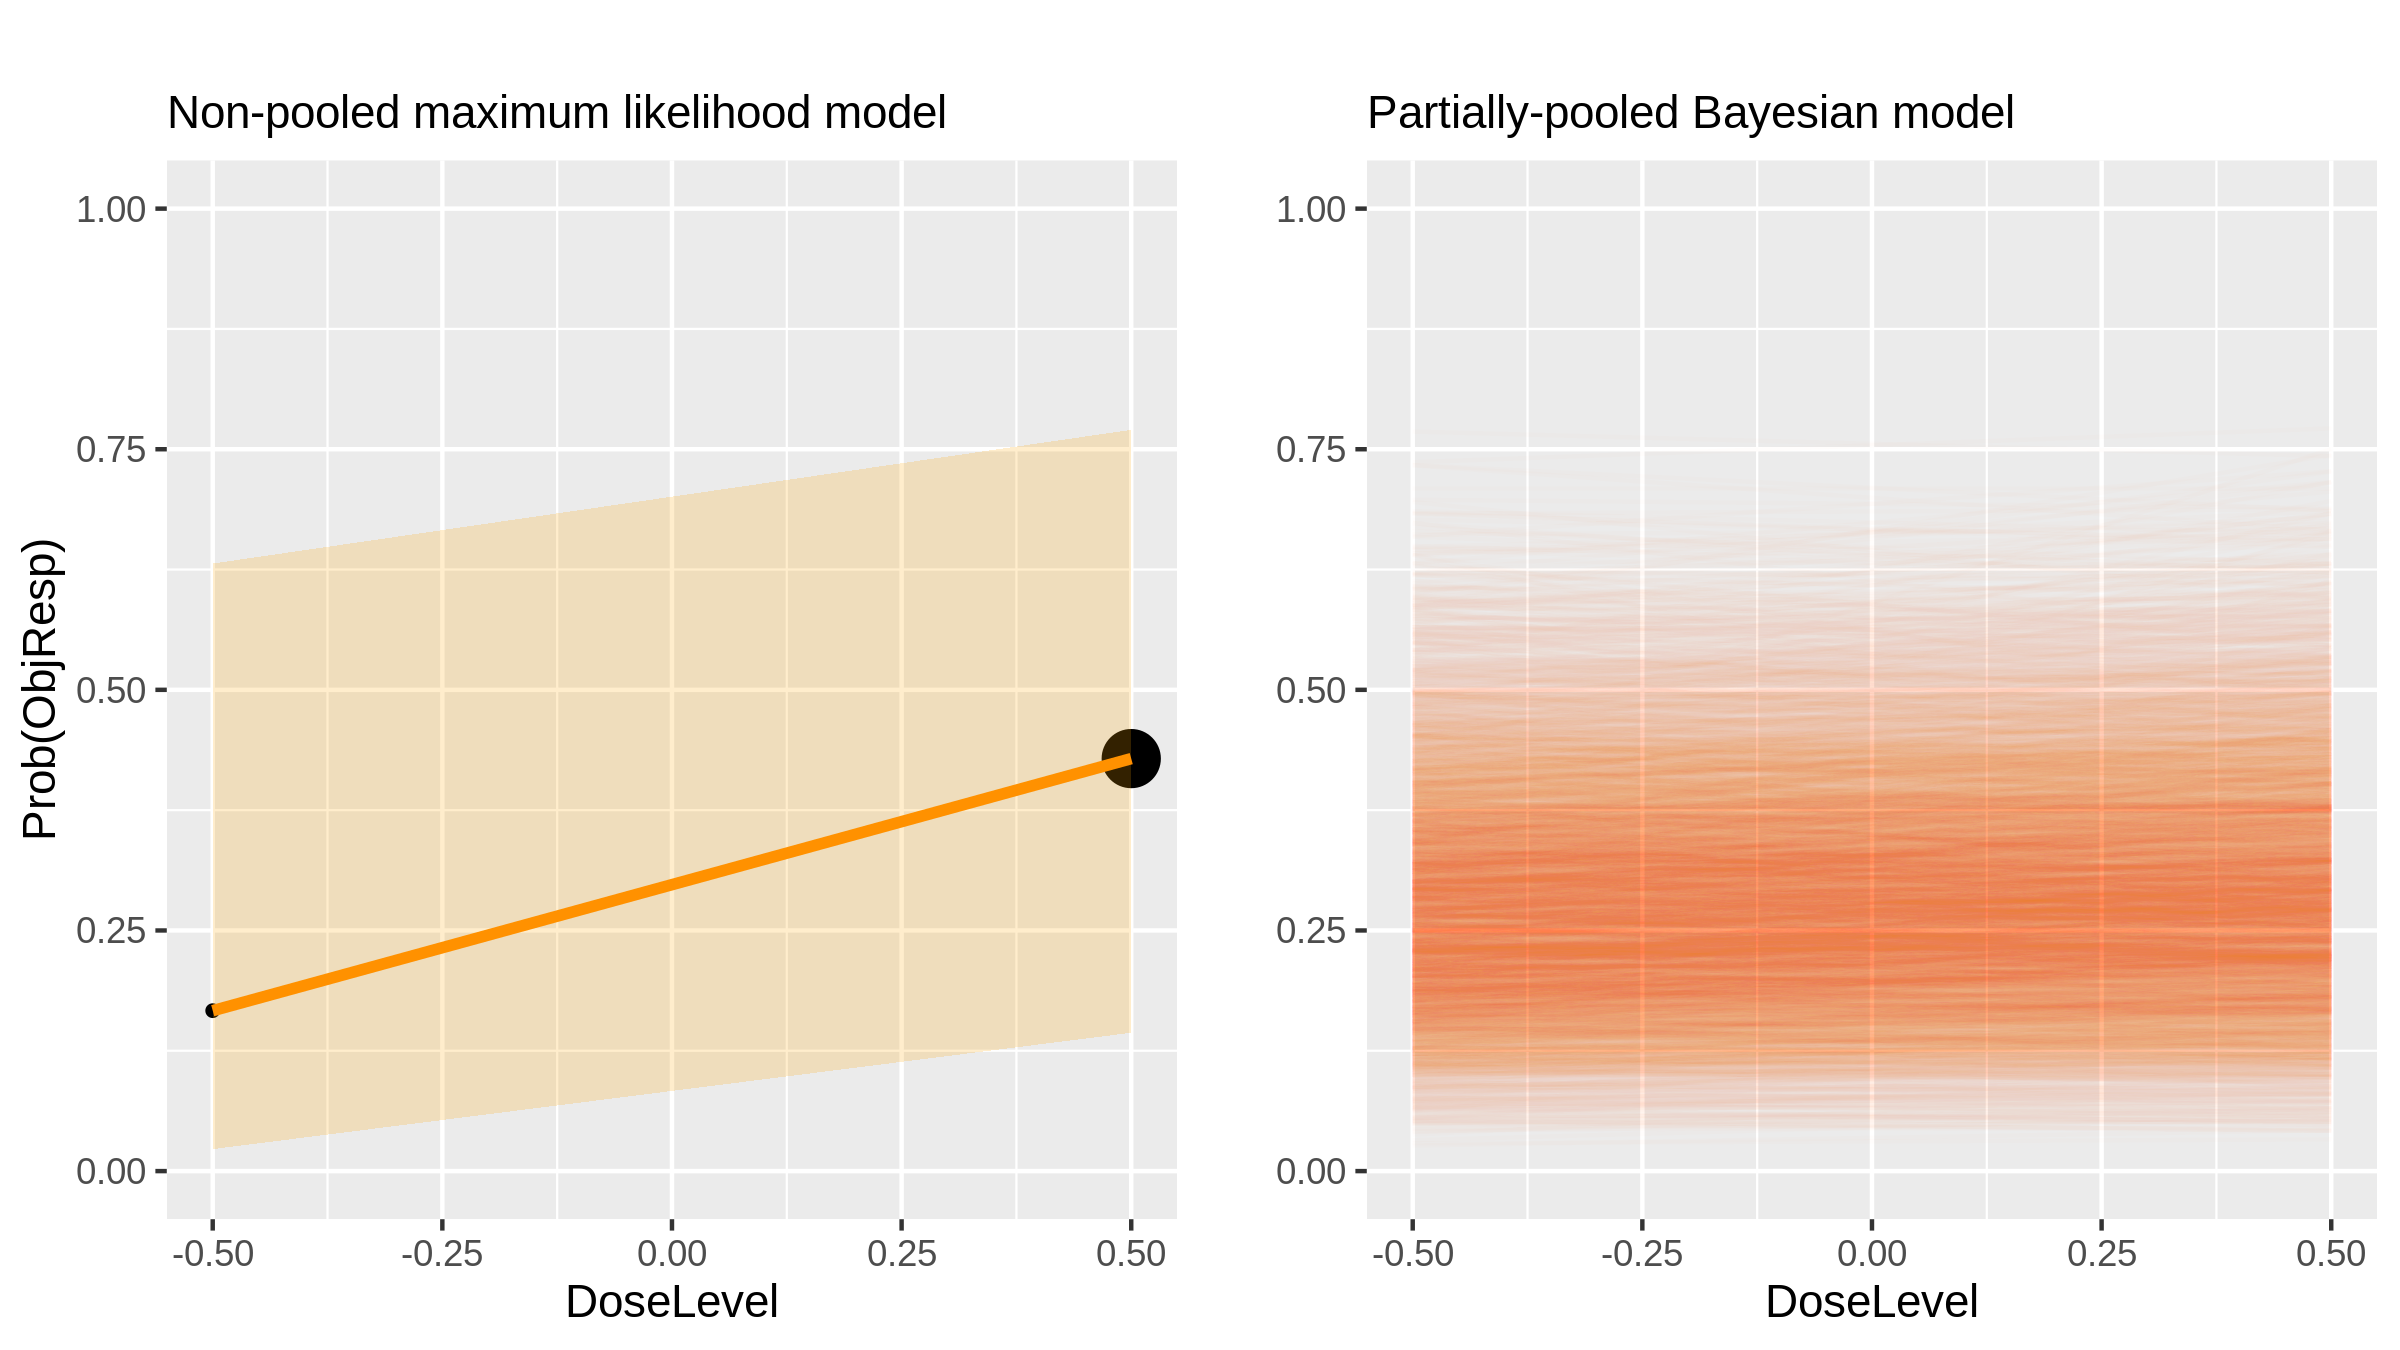 Non-pooled maximum likelihood model
Prob(ObjResp)
1.00
0.75
0.50
0.25
0.00
-0.50 -0.25 0.00 0.25 0.50
DoseLevel
Partially-pooled Bayesian model
1.00
0.75
0.50
0.25
0.00
-0.50 -0.25 0.00 0.25 0.50
DoseLevel